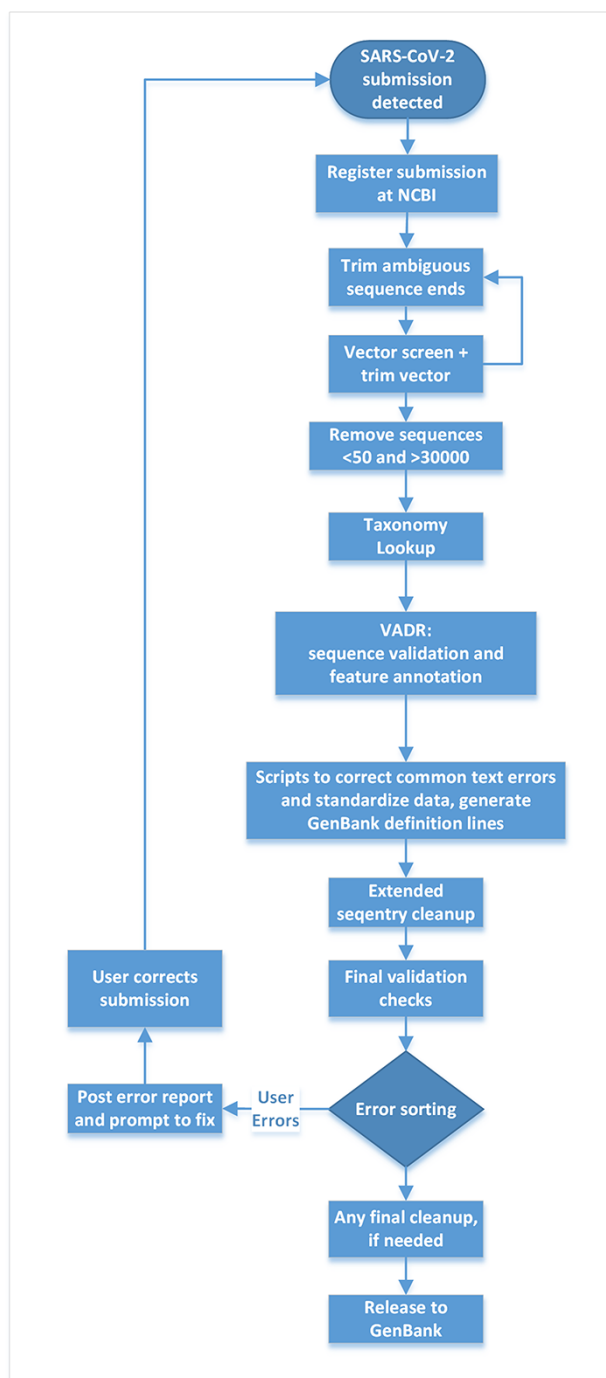 SARS-CoV-2
submission
detected
Register submission
at NCBI
Trim ambiguous
sequence ends
Vector screen +
trim vector
Remove sequences
<50 and >30000
Taxonomy
Lookup
VADR:
sequence validation and
feature annotation
Scripts to correct common text errors
and standardize data, generate
GenBank definition lines
Extended
seqentry cleanup
Final validation
checks
Error sorting
User
Errors
Post error report
and prompt to fix
User corrects
submission
Any final cleanup,
if needed
Release to
GenBank